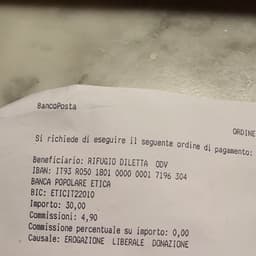 BancoPosta
ORDINE
Si richiede di eseguire il seguente ordine di pagamento:
Beneficiario: RIFUGIO DILETTA ODV
IBAN: IT93 R050 1801 0000 0001 7196 304
BANCA POPOLARE ETICA
BIC: ETICIT22010
Importo: 30,00
Commissioni: 4,90
Commissione percentuale su importo: 0,00
Causale: EROGAZIONE LIBERALE DONAZIONE